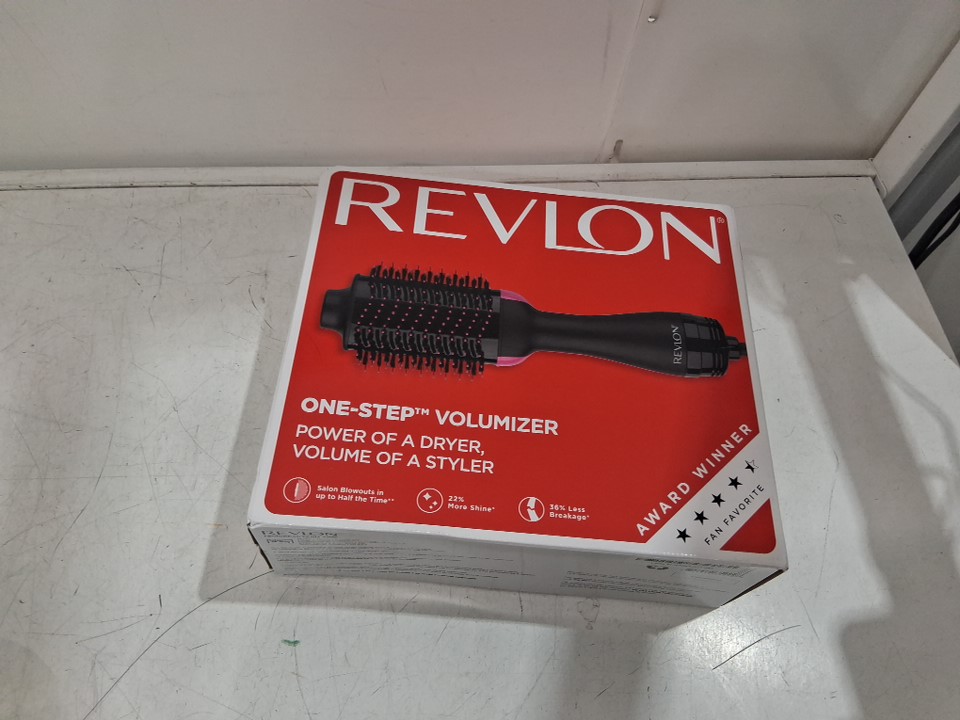 REVLON®
REVLON
ONE-STEP™ VOLUMIZER
POWER OF A DRYER,
VOLUME OF A STYLER
Salon Blowouts in
up to Half the Time**
22%
More Shine*
36% Less
Breakage*
AWARD WINNER
FAN FAVORITE
REVLON